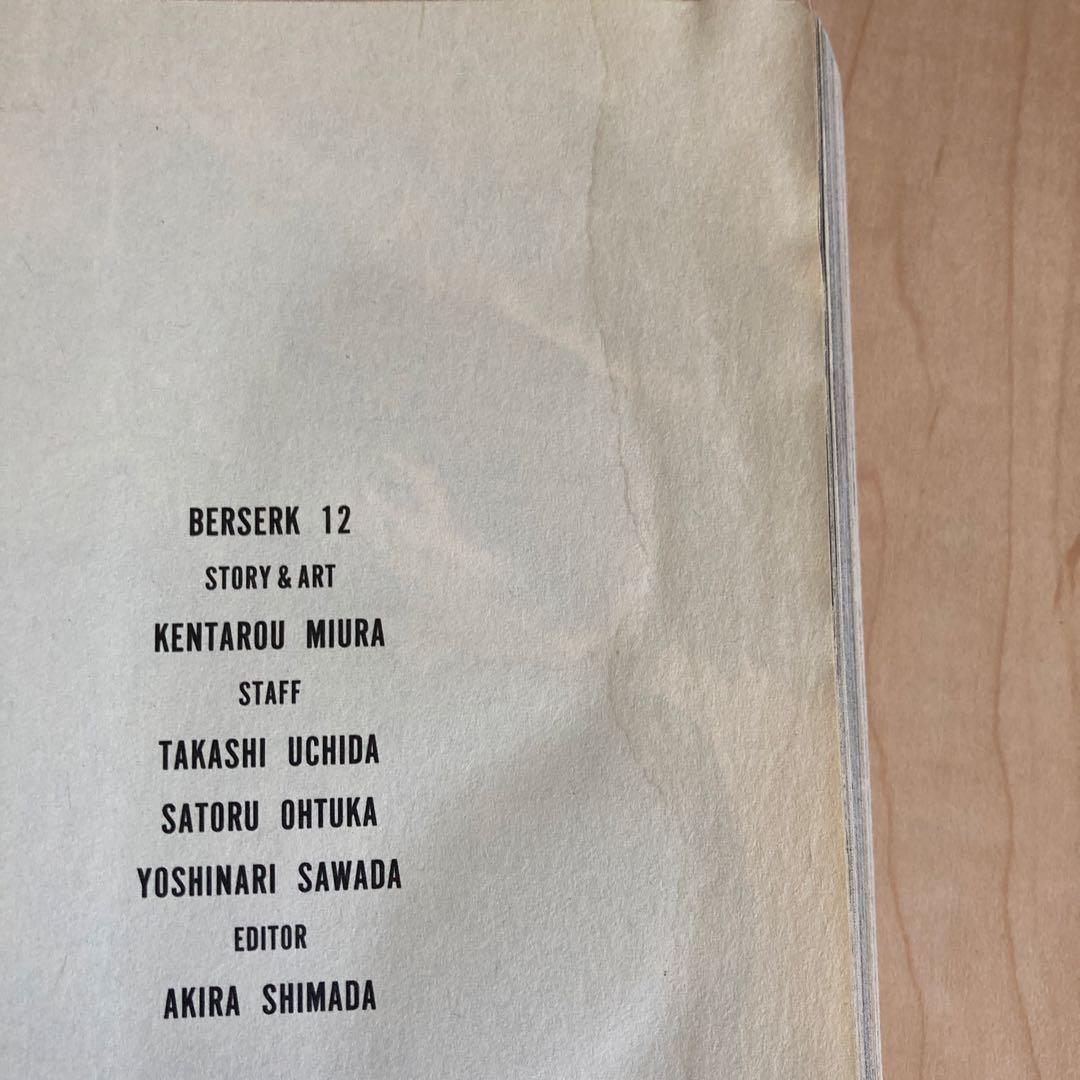 BERSERK 12
STORY & ART
KENTAROU MIURA
STAFF
TAKASHI UCHIDA
SATORU OHTUKA
YOSHINARI SAWADA
EDITOR
AKIRA SHIMADA